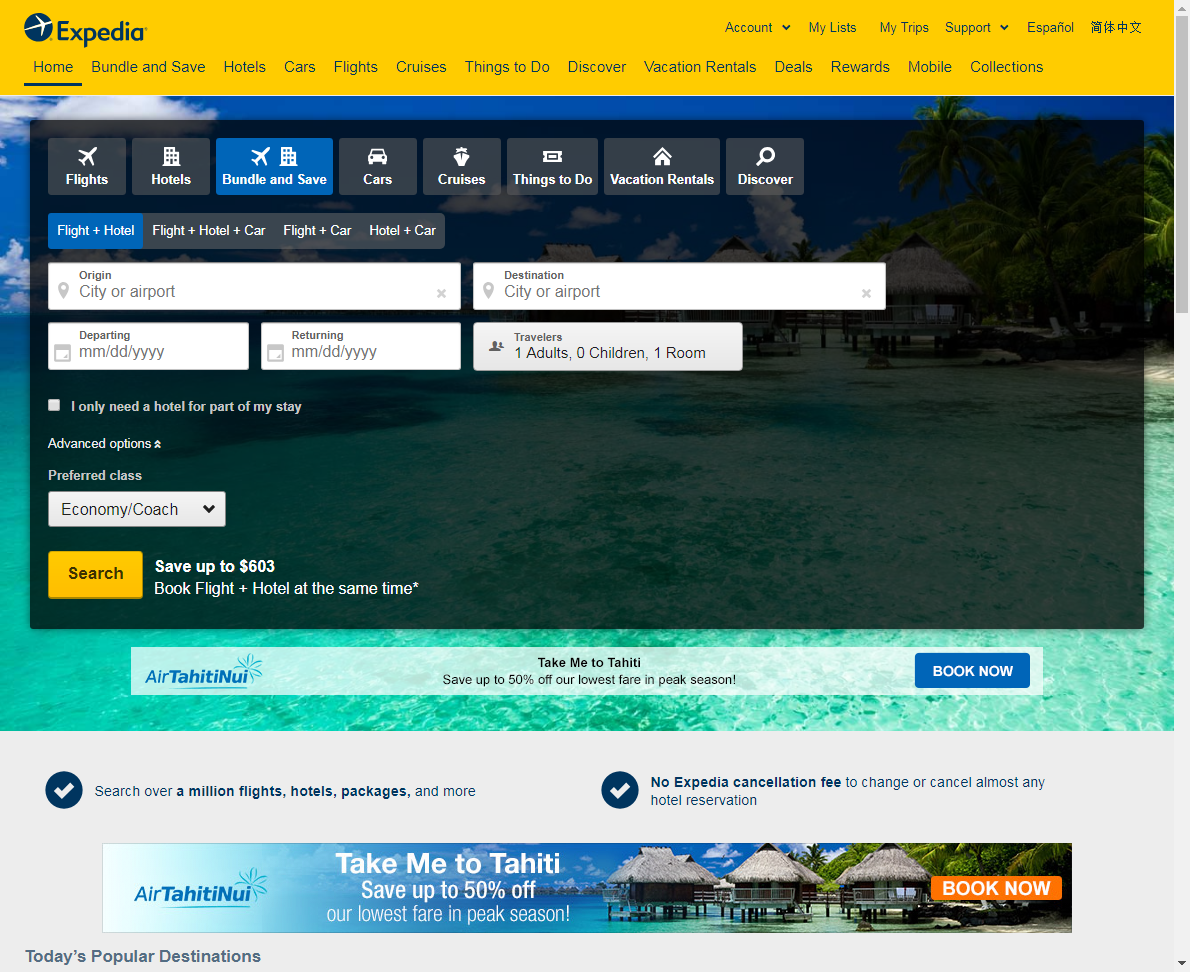 Expedia
Account My Lists My Trips Support Español 简体中文
Home Bundle and Save Hotels Cars Flights Cruises Things to Do Discover Vacation Rentals Deals Rewards Mobile Collections
Flights Hotels Bundle and Save Cars Cruises Things to Do Vacation Rentals Discover
Flight + Hotel Flight + Hotel + Car Flight + Car Hotel + Car
Origin
City or airport
Destination
City or airport
Departing
mm/dd/yyyy
Returning
mm/dd/yyyy
Travelers
1 Adults, 0 Children, 1 Room
I only need a hotel for part of my stay
Advanced options
Preferred class
Economy/Coach
Search
Save up to $603
Book Flight + Hotel at the same time*
AirTahitiNui
Take Me to Tahiti
Save up to 50% off our lowest fare in peak season!
BOOK NOW
Search over a million flights, hotels, packages, and more
No Expedia cancellation fee to change or cancel almost any
hotel reservation
AirTahitiNui
Take Me to Tahiti
Save up to 50% off
our lowest fare in peak season!
BOOK NOW
Today's Popular Destinations